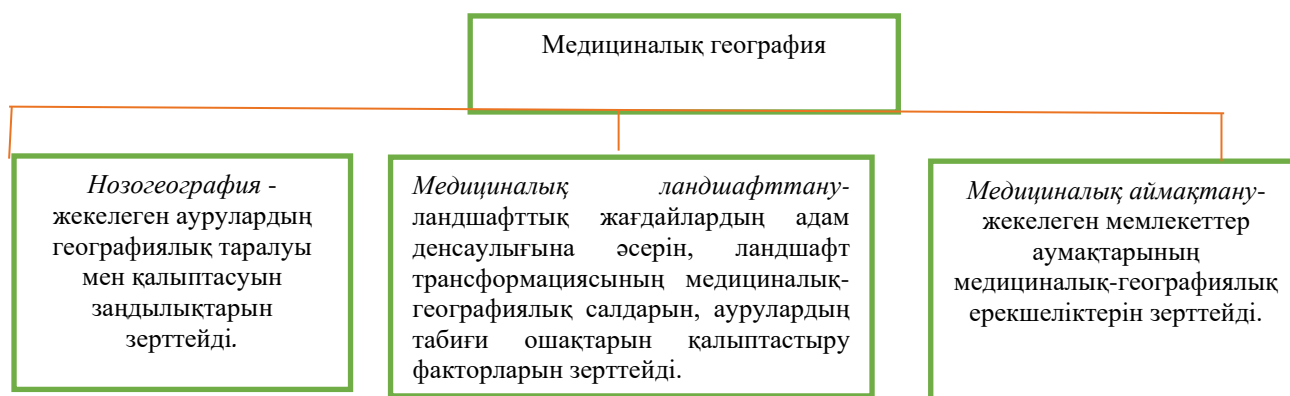 Медициналық география
Нозогеография -
жекелеген аурулардың
географиялық таралуы
мен қалыптасуын
заңдылықтарын
зерттейді.
Медициналық ландшафттану-
ландшафттық жағдайлардың адам
денсаулығына әсерін, ландшафт
трансформациясының медициналық-
географиялық салдарын, аурулардың
табиғи ошақтарын қалыптастыру
факторларын зерттейді.
Медициналық аймақтану-
жекелеген мемлекеттер
аумақтарының
медициналық-географиялық
ерекшеліктерін зерттейді.